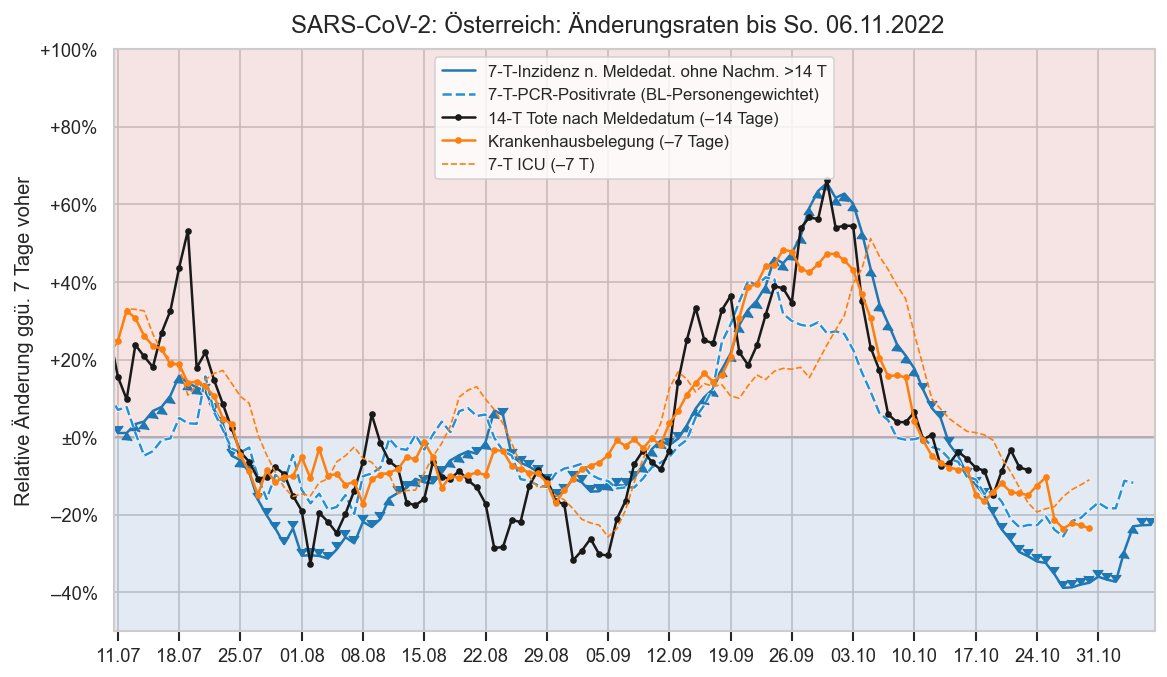 SARS-CoV-2: Österreich: Änderungsraten bis So. 06.11.2022
Relative Änderung ggü. 7 Tage voher
+100%
+80%
+60%
+40%
+20%
±0%
–20%
–40%
7-T-Inzidenz n. Meldedat. ohne Nachm. >14 T
7-T-PCR-Positivrate (BL-Personengewichtet)
14-T Tote nach Meldedatum (–14 Tage)
Krankenhausbelegung (–7 Tage)
7-T ICU (–7 T)
11.07 18.07 25.07 01.08 08.08 15.08 22.08 29.08 05.09 12.09 19.09 26.09 03.10 10.10 17.10 24.10 31.10